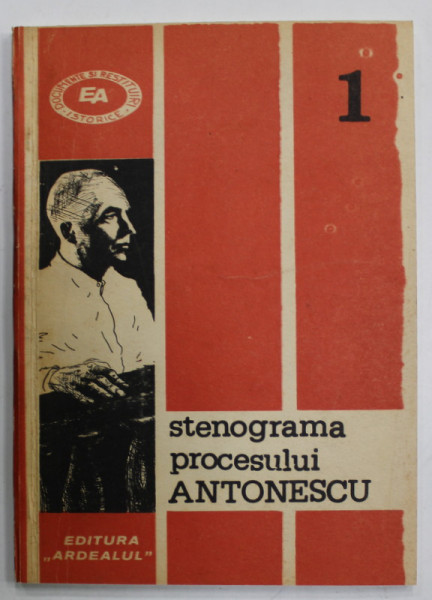 DOCUMENTE ȘI RESTITUIRI
EA
ISTORICE
1
stenograma
procesului
ANTONESCU
EDITURA
„ARDEALUL"